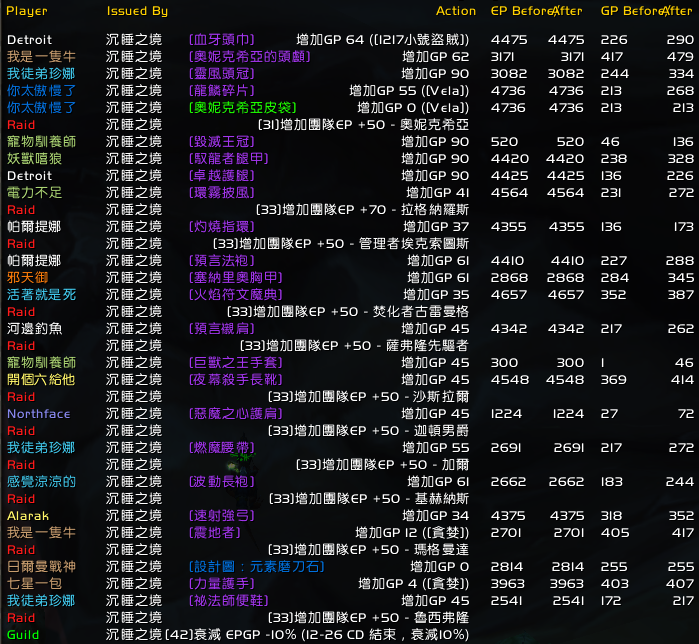 Player Issued By Action EP Before After GP Before After
Detroit 沉睡之境 [血牙頭巾] 增加GP 64 ([1217小號盜賊]) 4475 4475 226 290
我是一隻牛 沉睡之境 [奧妮克希亞的頭顱] 增加GP 62 3171 3171 417 479
我徒弟珍娜 沉睡之境 [靈風頭冠] 增加GP 90 3082 3082 244 334
你太傲慢了 沉睡之境 [龍鱗碎片] 增加GP 55 ([Vela]) 4736 4736 213 268
你太傲慢了 沉睡之境 [奧妮克希亞皮袋] 增加GP 0 ([Vela]) 4736 4736 213 213
Raid 沉睡之境 [31]增加團隊EP +50 - 奧妮克希亞
寵物馴養師 沉睡之境 [毀滅王冠] 增加GP 90 520 520 46 136
妖獸嘻狼 沉睡之境 [馭龍者腿甲] 增加GP 90 4420 4420 238 328
Detroit 沉睡之境 [卓越護腿] 增加GP 90 4425 4425 136 226
電力不足 沉睡之境 [環霧披風] 增加GP 41 4564 4564 231 272
Raid 沉睡之境 [33]增加團隊EP +70 - 拉格納羅斯
帕爾提娜 沉睡之境 [灼燒指環] 增加GP 37 4355 4355 136 173
Raid 沉睡之境 [33]增加團隊EP +50 - 管理者埃克索圖斯
帕爾提娜 沉睡之境 [預言法袍] 增加GP 61 4410 4410 227 288
邪天御 沉睡之境 [塞納里奧胸甲] 增加GP 61 2868 2868 284 345
活著就是死 沉睡之境 [火焰符文魔典] 增加GP 35 4657 4657 352 387
Raid 沉睡之境 [33]增加團隊EP +50 - 焚化者古雷曼格
河邊釣魚 沉睡之境 [預言襯肩] 增加GP 45 4342 4342 217 262
Raid 沉睡之境 [33]增加團隊EP +50 - 薩弗隆先驅者
寵物馴養師 沉睡之境 [巨獸之王手套] 增加GP 45 300 300 1 46
開個六給他 沉睡之境 [夜幕殺手長靴] 增加GP 45 4548 4548 369 414
Raid 沉睡之境 [33]增加團隊EP +50 - 沙斯拉爾
Northface 沉睡之境 [惡魔之心護肩] 增加GP 45 1224 1224 27 72
Raid 沉睡之境 [33]增加團隊EP +50 - 迦頓男爵
我徒弟珍娜 沉睡之境 [燃魔腰帶] 增加GP 55 2691 2691 217 272
Raid 沉睡之境 [33]增加團隊EP +50 - 加爾
感覺涼涼的 沉睡之境 [波動長袍] 增加GP 61 2662 2662 183 244
Raid 沉睡之境 [33]增加團隊EP +50 - 基赫納斯
Alarak 沉睡之境 [速射強弓] 增加GP 34 4375 4375 318 352
我是一隻牛 沉睡之境 [震地者] 增加GP 12 ([貪婪]) 2701 2701 405 417
Raid 沉睡之境 [33]增加團隊EP +50 - 瑪格曼達
日爾曼戰神 沉睡之境 [設計圖：元素磨刀石] 增加GP 0 2814 2814 255 255
七星一包 沉睡之境 [力量護手] 增加GP 4 ([貪婪]) 3963 3963 403 407
我徒弟珍娜 沉睡之境 [祕法師便鞋] 增加GP 45 2541 2541 172 217
Raid 沉睡之境 [33]增加團隊EP +50 - 魯西弗隆
Guild 沉睡之境 [42]衰減 EPGP -10% (12-26 CD 結束，衰減10%)